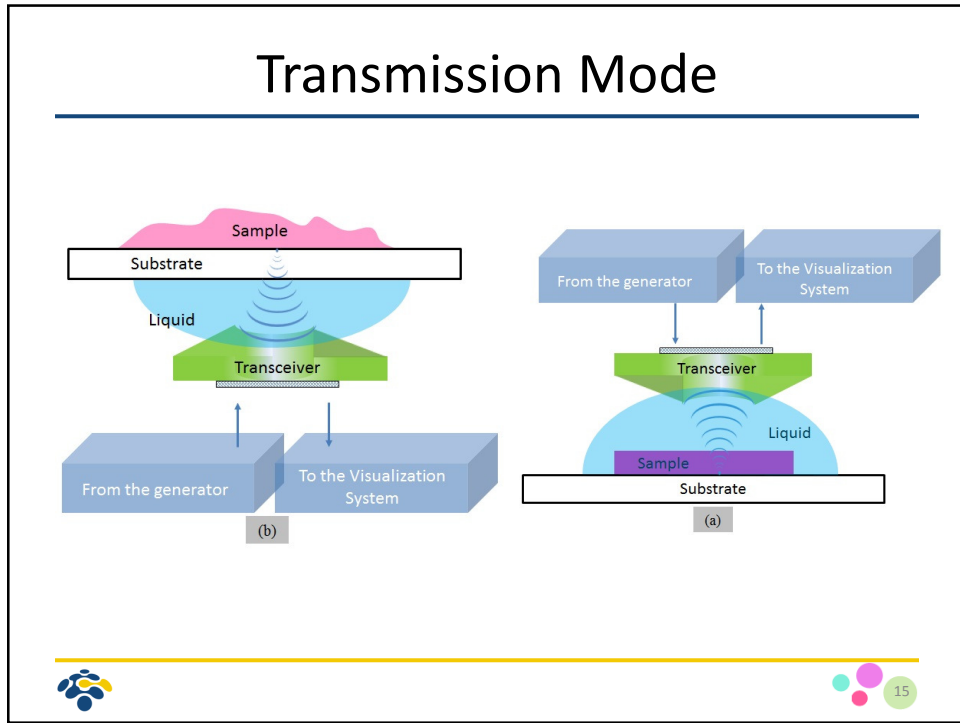 Transmission Mode
Sample
Substrate
Liquid
Transceiver
From the generator
To the Visualization
System
(b)
From the generator
To the Visualization
System
Transceiver
Liquid
Sample
Substrate
(a)
15